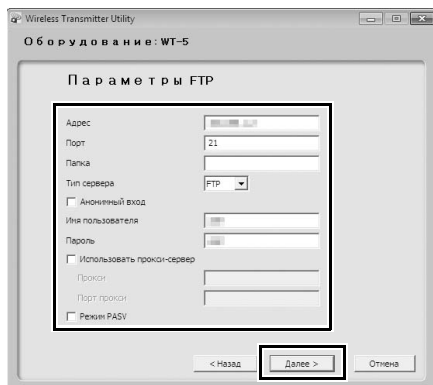 Wireless Transmitter Utility
Оборудование: WT-5
Параметры FTP
Адрес
Порт 21
Папка
Тип сервера FTP
Анонимный вход
Имя пользователя
Пароль
Использовать прокси-сервер
Прокси
Порт прокси
Режим PASV
< Назад Далее > Отмена